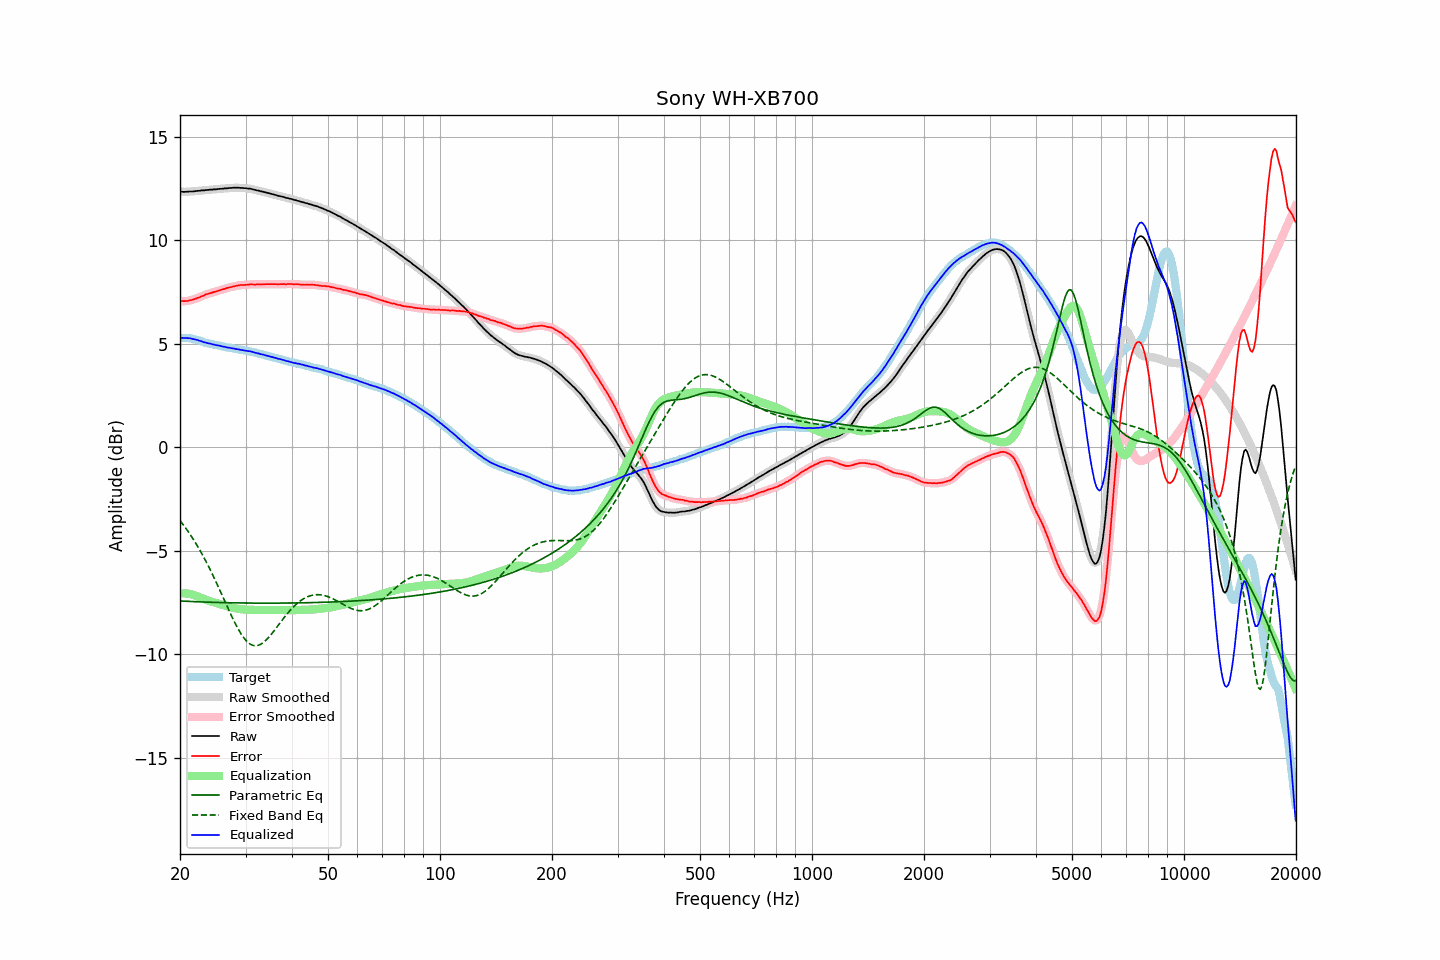 Sony WH-XB700
Amplitude (dBr)
15
10
5
0
−5
−10
−15
Target
Raw Smoothed
Error Smoothed
Raw
Error
Equalization
Parametric Eq
Fixed Band Eq
Equalized
20 50 100 200 500 1000 2000 5000 10000 20000
Frequency (Hz)